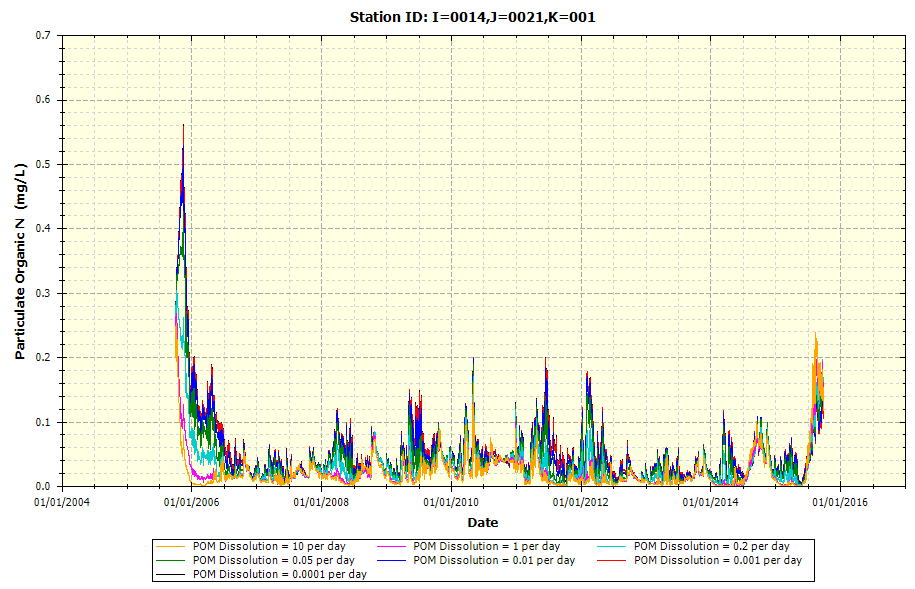 Station ID: I=0014,J=0021,K=001
0.7
0.6
0.5
0.4
0.3
0.2
0.1
0.0
Particulate Organic N (mg/L)
01/01/2004 01/01/2006 01/01/2008 01/01/2010 01/01/2012 01/01/2014 01/01/2016
Date
POM Dissolution = 10 per day POM Dissolution = 1 per day POM Dissolution = 0.2 per day
POM Dissolution = 0.05 per day POM Dissolution = 0.01 per day POM Dissolution = 0.001 per day
POM Dissolution = 0.0001 per day